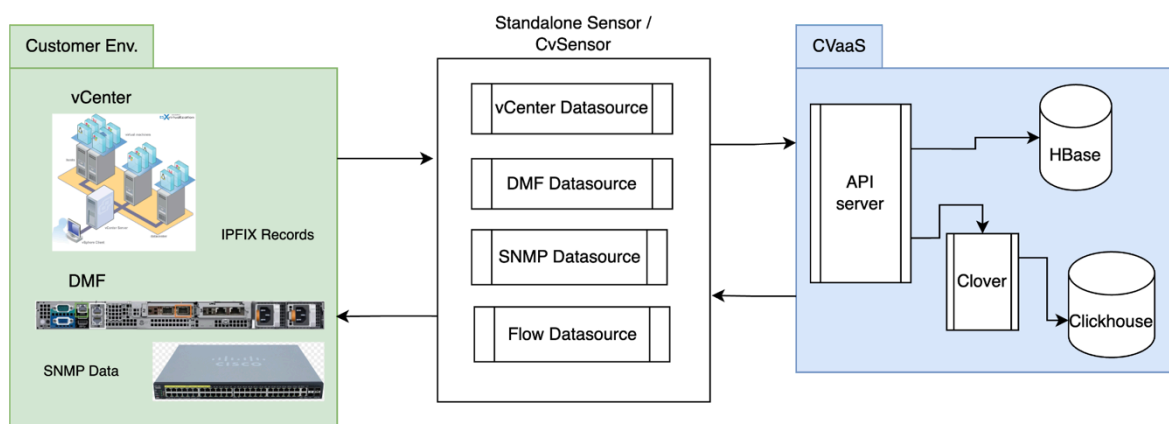 Customer Env.
vCenter
IPFIX Records
DMF
SNMP Data
CISCO
Standalone Sensor /
CvSensor
vCenter Datasource
DMF Datasource
SNMP Datasource
Flow Datasource
CVaaS
API
server
HBase
Clover
Clickhouse